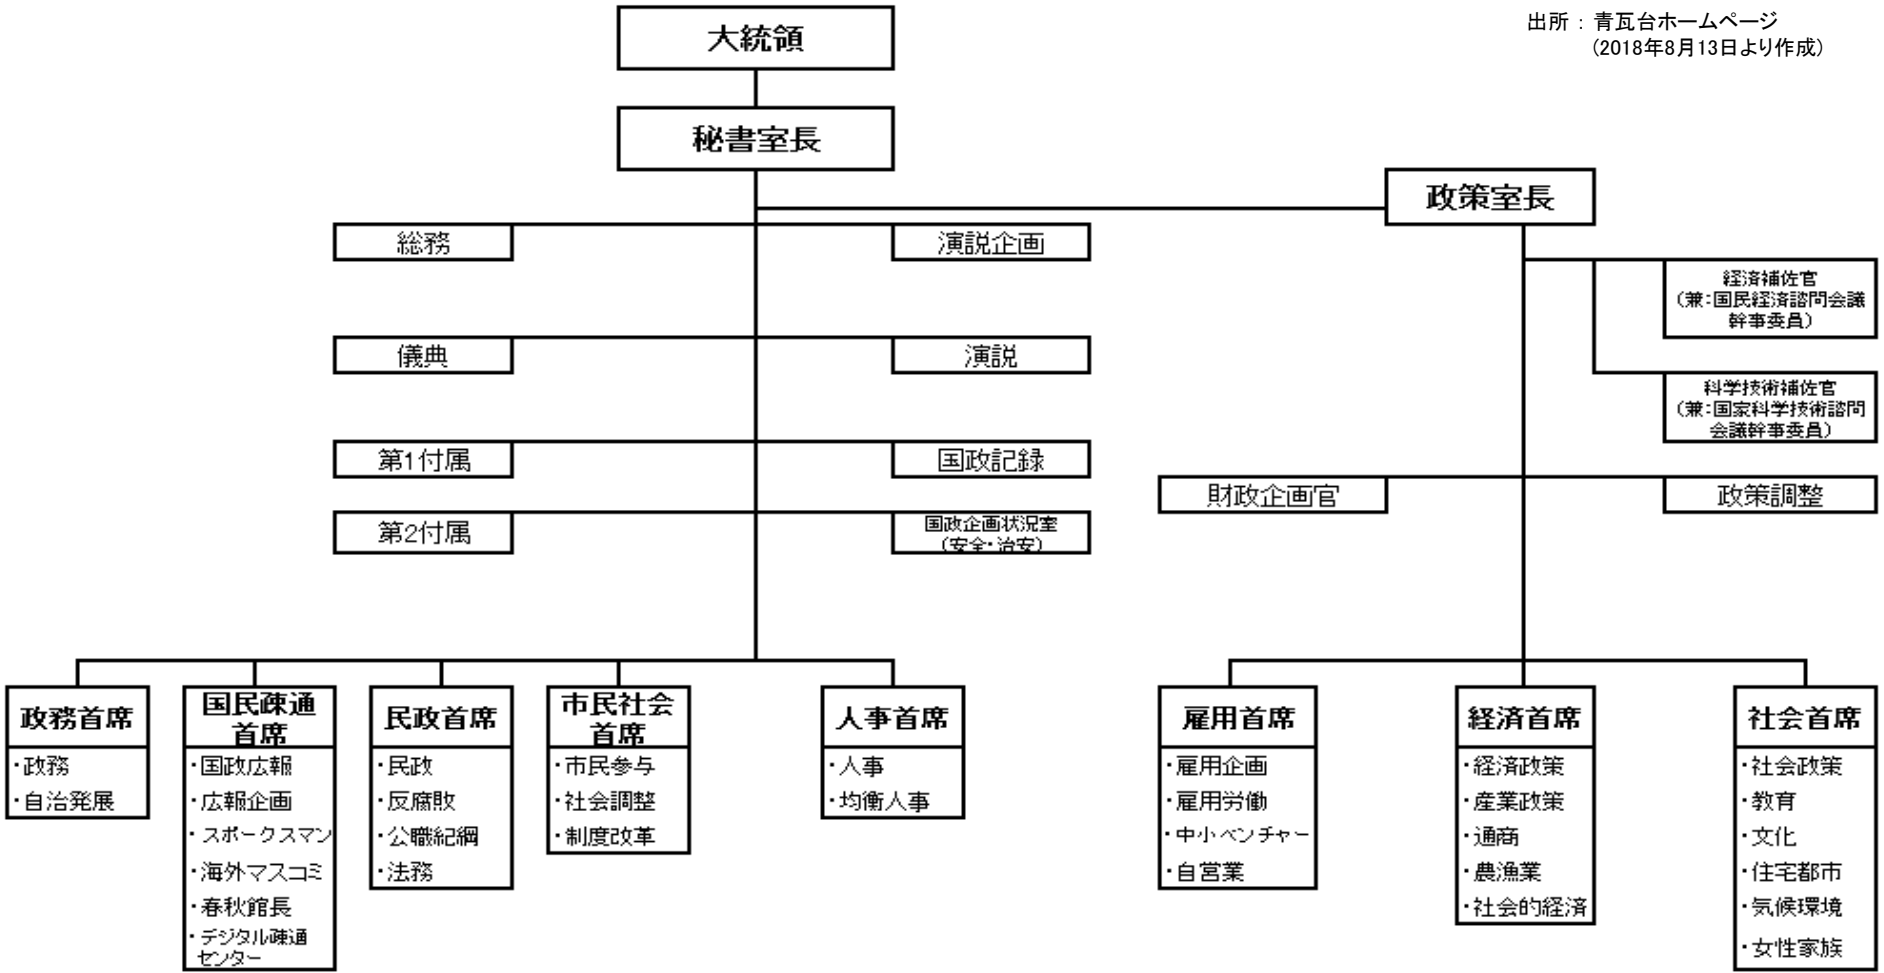 出所：青瓦台ホームページ
(2018年8月13日より作成)
大統領
秘書室長
政策室長
総務
演説企画
儀典
演説
第1付属
国政記録
第2付属
国政企画状況室
(安全・治安)
経済補佐官
(兼:国民経済諮問会議
幹事委員)
科学技術補佐官
(兼:国家科学技術諮問
会議幹事委員)
財政企画官
政策調整
政務首席
・政務
・自治発展
国民疎通
首席
・国政広報
・広報企画
・スポークスマン
・海外マスコミ
・春秋館長
・デジタル疎通
センター
民政首席
・民政
・反腐敗
・公職紀綱
・法務
市民社会
首席
・市民参与
・社会調整
・制度改革
人事首席
・人事
・均衡人事
雇用首席
・雇用企画
・雇用労働
・中小ベンチャー
・自営業
経済首席
・経済政策
・産業政策
・通商
・農漁業
・社会的経済
社会首席
・社会政策
・教育
・文化
・住宅都市
・気候環境
・女性家族